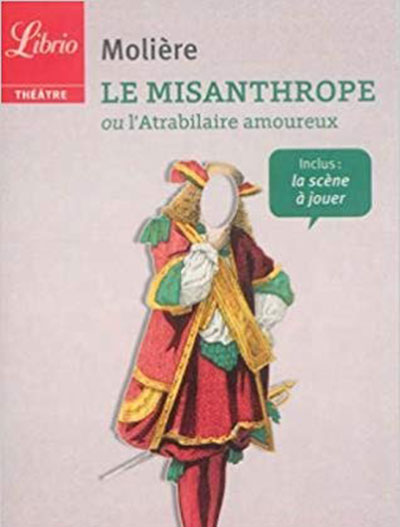 Librio
THÉÂTRE
Molière
LE MISANTHROPE
ou l'Atrabilaire amoureux
Inclus :
la scène
à jouer